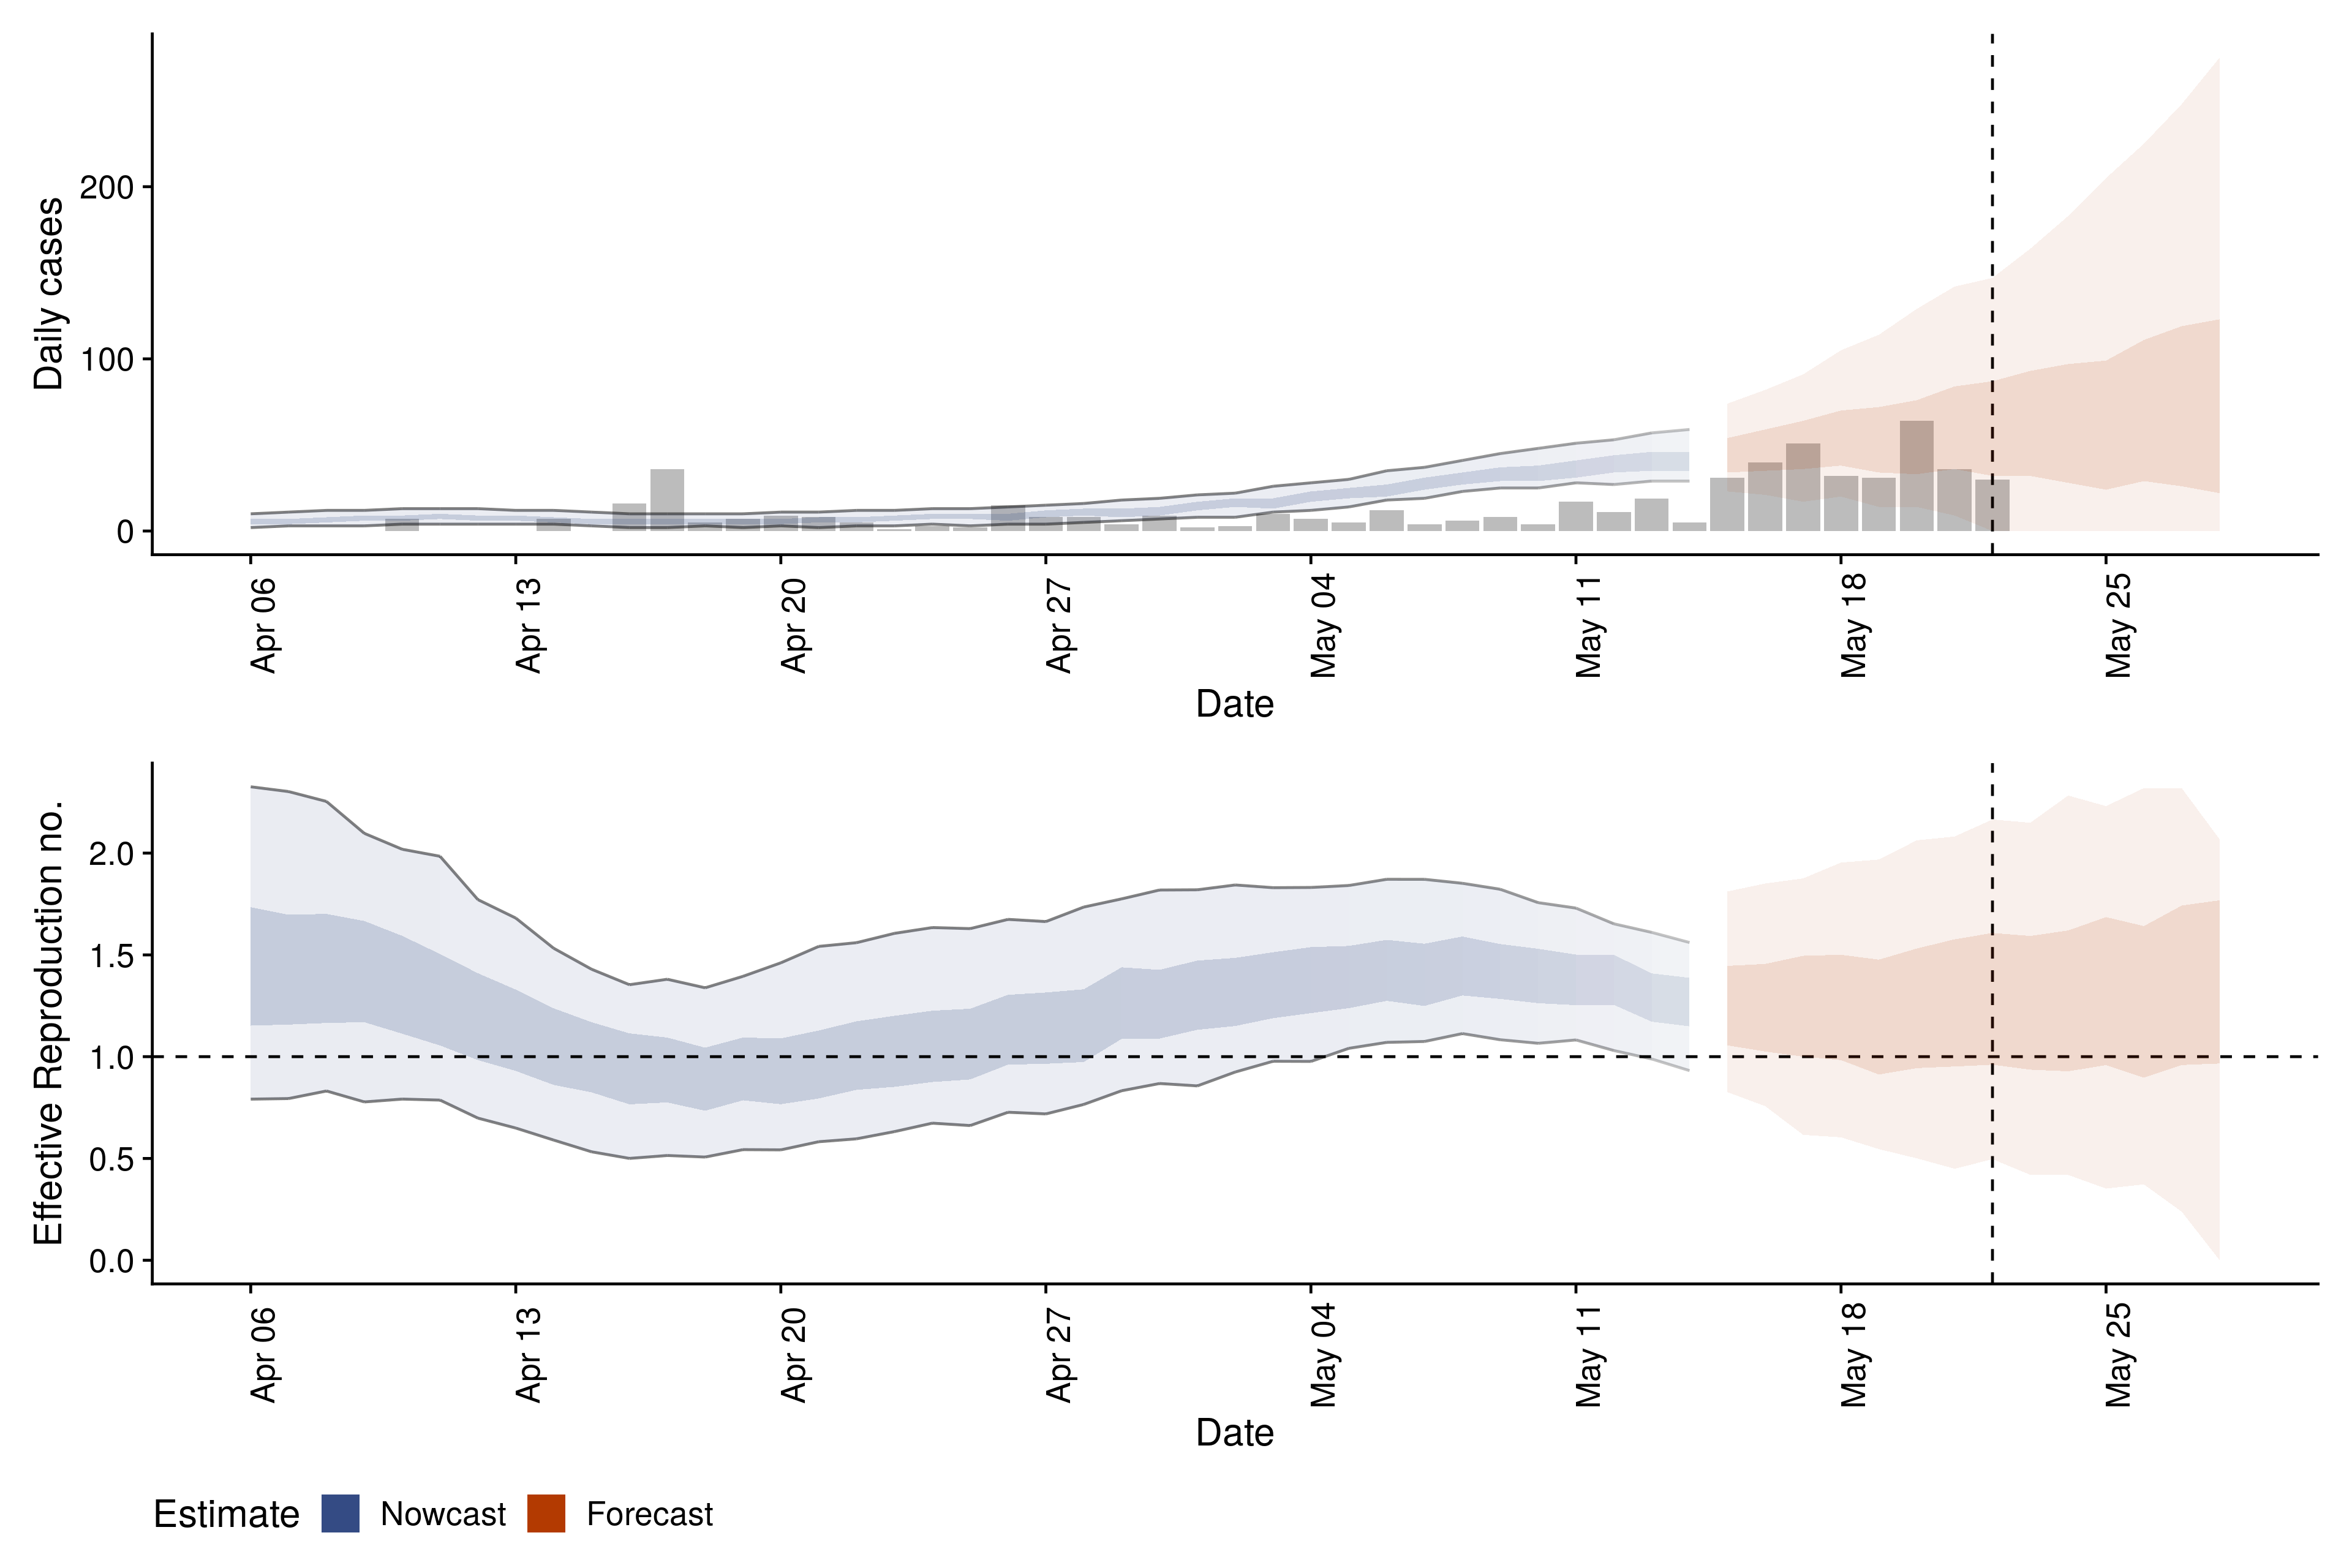 Daily cases
200
100
0
Apr 06
Apr 13
Apr 20
Apr 27
May 04
May 11
May 18
May 25
Date
Effective Reproduction no.
2.0
1.5
1.0
0.5
0.0
Apr 06
Apr 13
Apr 20
Apr 27
May 04
May 11
May 18
May 25
Date
Estimate Nowcast Forecast